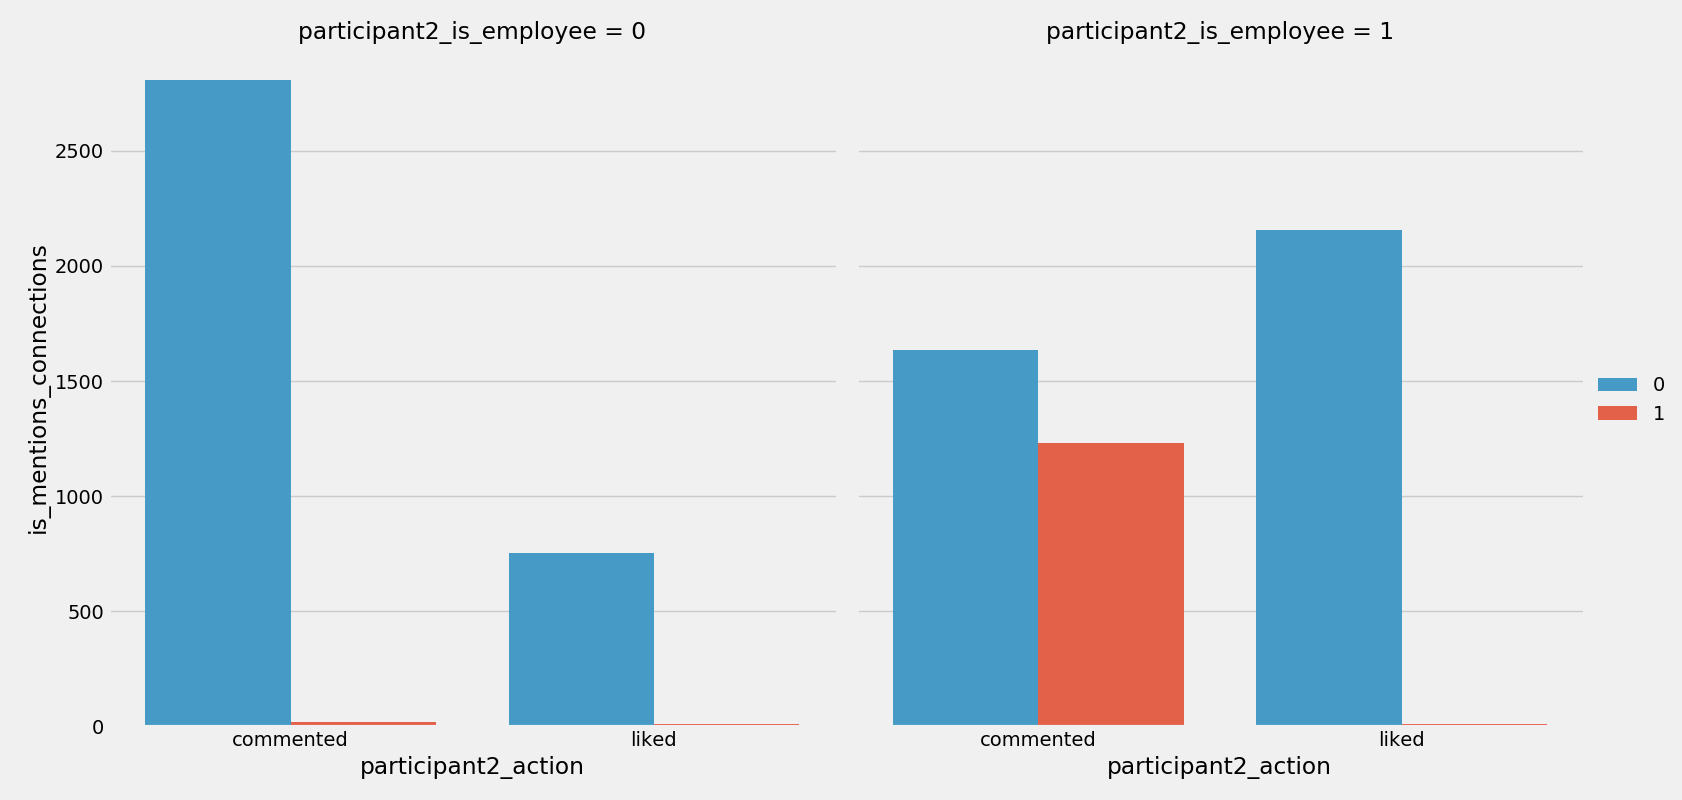 participant2_is_employee = 0
participant2_is_employee = 1
is_mentions_connections
2500
2000
1500
1000
500
0
commented
liked
commented
liked
participant2_action
participant2_action
0
1